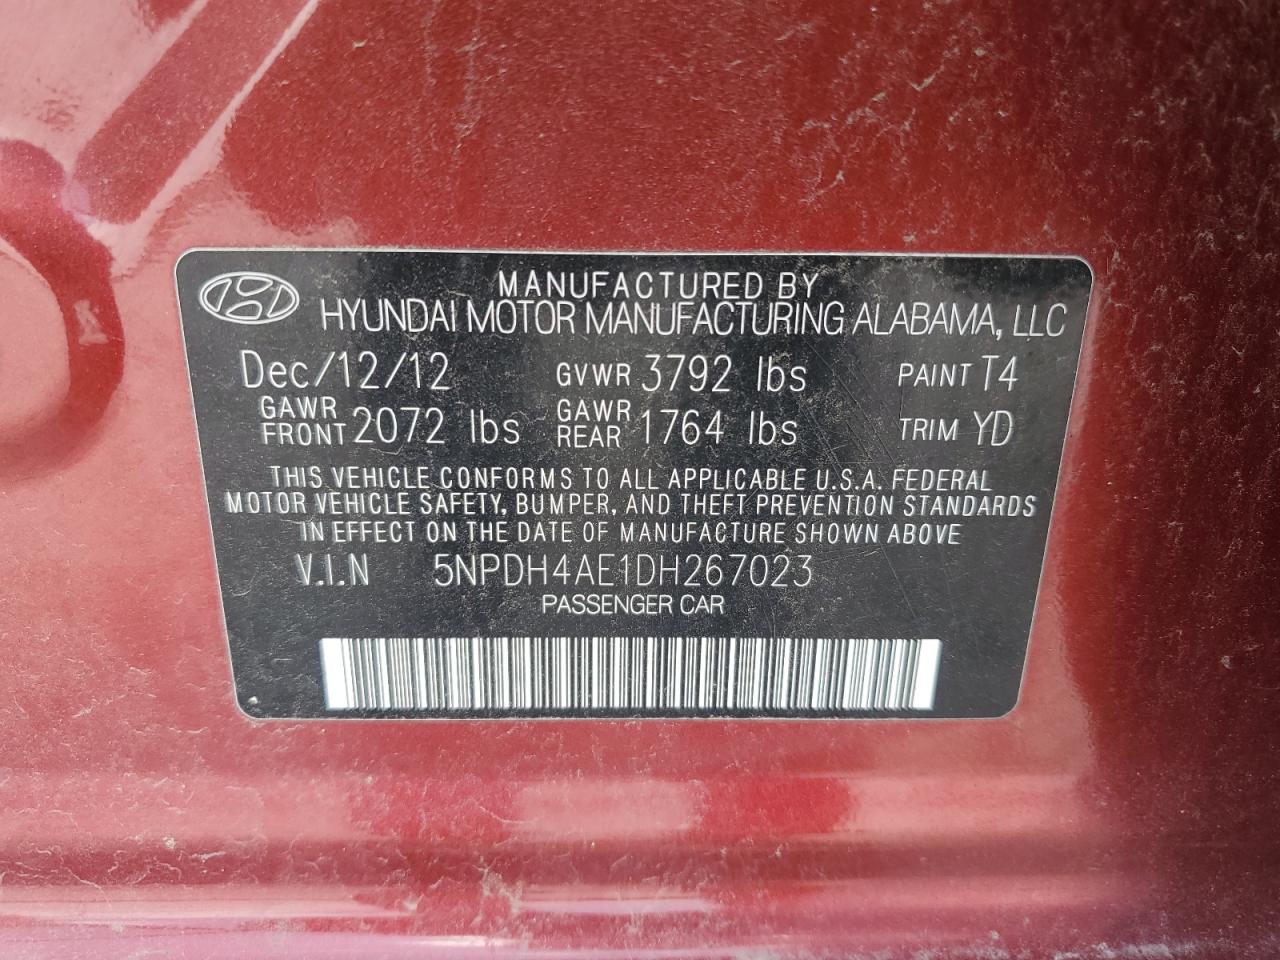 MANUFACTURED BY
HYUNDAI MOTOR MANUFACTURING ALABAMA, LLC
Dec/12/12 GVWR 3792 lbs PAINT T4
GAWR FRONT 2072 lbs GAWR REAR 1764 lbs TRIM YD
THIS VEHICLE CONFORMS TO ALL APPLICABLE U.S.A. FEDERAL
MOTOR VEHICLE SAFETY, BUMPER, AND THEFT PREVENTION STANDARDS
IN EFFECT ON THE DATE OF MANUFACTURE SHOWN ABOVE
V.I.N 5NPDH4AE1DH267023
PASSENGER CAR